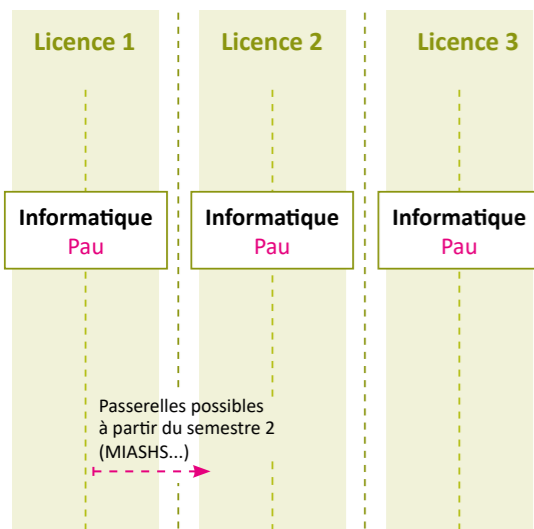 Licence 1
Licence 2
Licence 3
Informatique
Pau
Informatique
Pau
Informatique
Pau
Passerelles possibles
à partir du semestre 2
(MIASHS...)